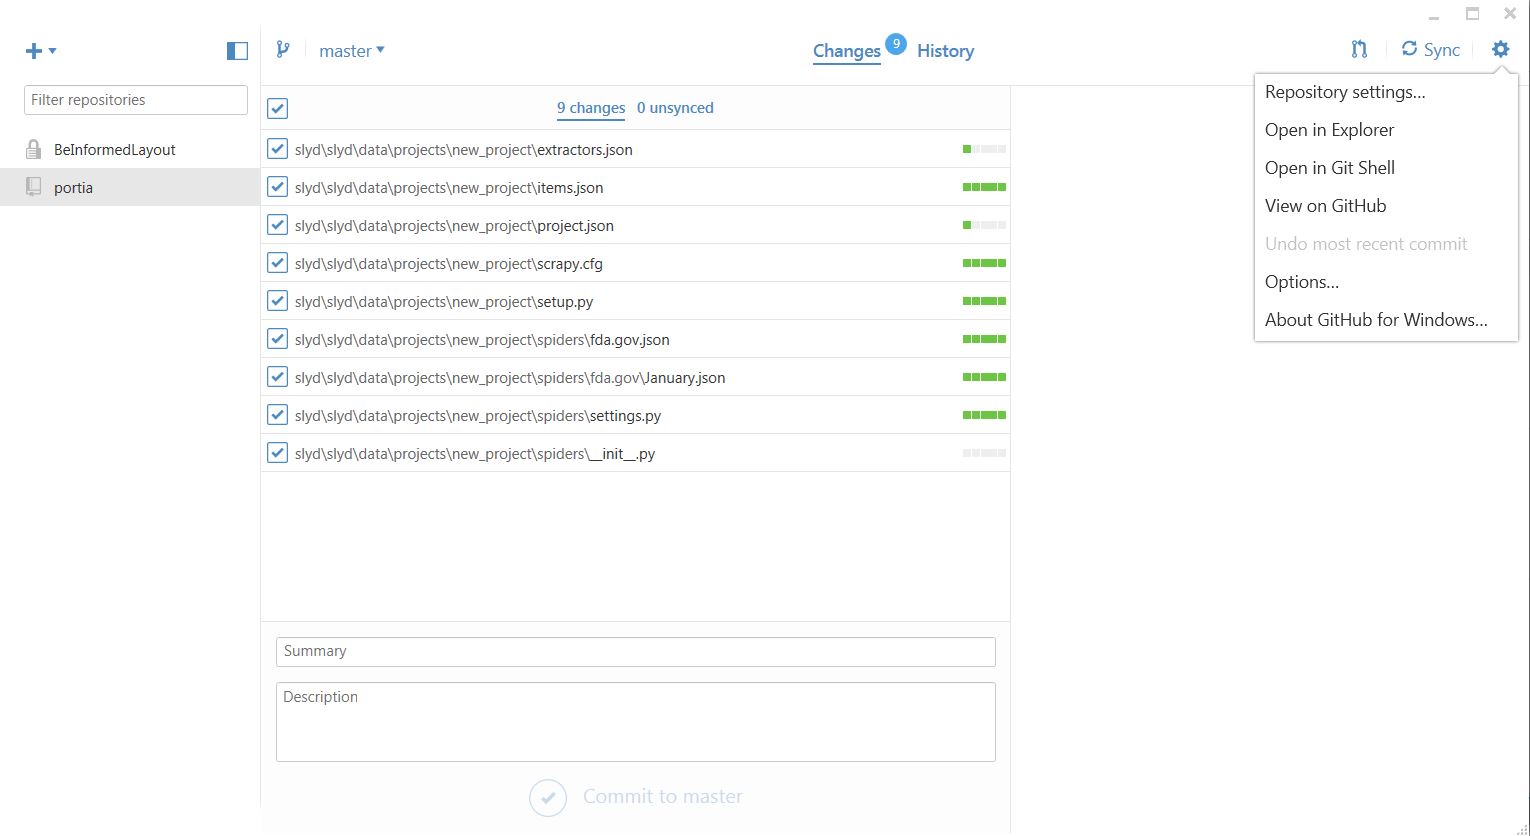 master
Changes 9 History
Sync
Filter repositories
BeInformedLayout
portia
9 changes 0 unsynced
slyd\slyd\data\projects\new_project\extractors.json
slyd\slyd\data\projects\new_project\items.json
slyd\slyd\data\projects\new_project\project.json
slyd\slyd\data\projects\new_project\scrapy.cfg
slyd\slyd\data\projects\new_project\setup.py
slyd\slyd\data\projects\new_project\spiders\fda.gov.json
slyd\slyd\data\projects\new_project\spiders\fda.gov\January.json
slyd\slyd\data\projects\new_project\spiders\settings.py
slyd\slyd\data\projects\new_project\spiders\__init__.py
Summary
Description
Commit to master
Repository settings...
Open in Explorer
Open in Git Shell
View on GitHub
Undo most recent commit
Options...
About GitHub for Windows...